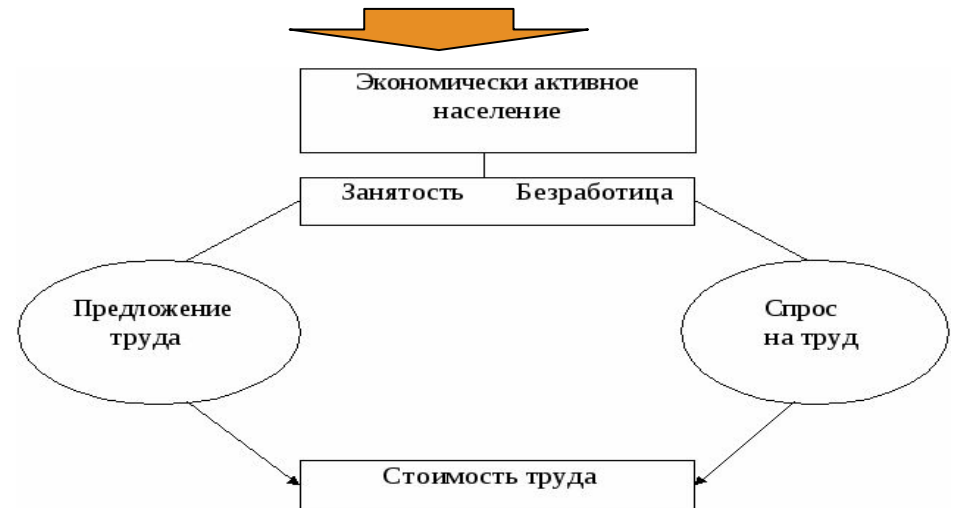 Экономически активное
население
Занятость Безработица
Предложение
труда
Спрос
на труд
Стоимость труда